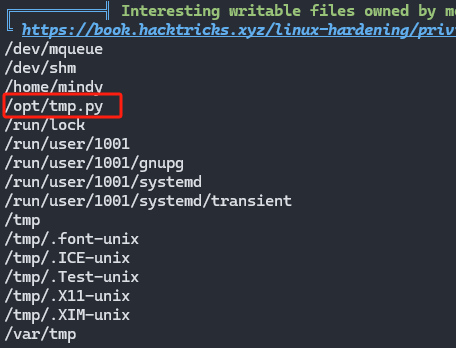 ╔══════════╣ Interesting writable files owned by m
╚ https://book.hacktricks.xyz/linux-hardening/priv
/dev/mqueue
/dev/shm
/home/mindy
/opt/tmp.py
/run/lock
/run/user/1001
/run/user/1001/gnupg
/run/user/1001/systemd
/run/user/1001/systemd/transient
/tmp
/tmp/.font-unix
/tmp/.ICE-unix
/tmp/.Test-unix
/tmp/.X11-unix
/tmp/.XIM-unix
/var/tmp